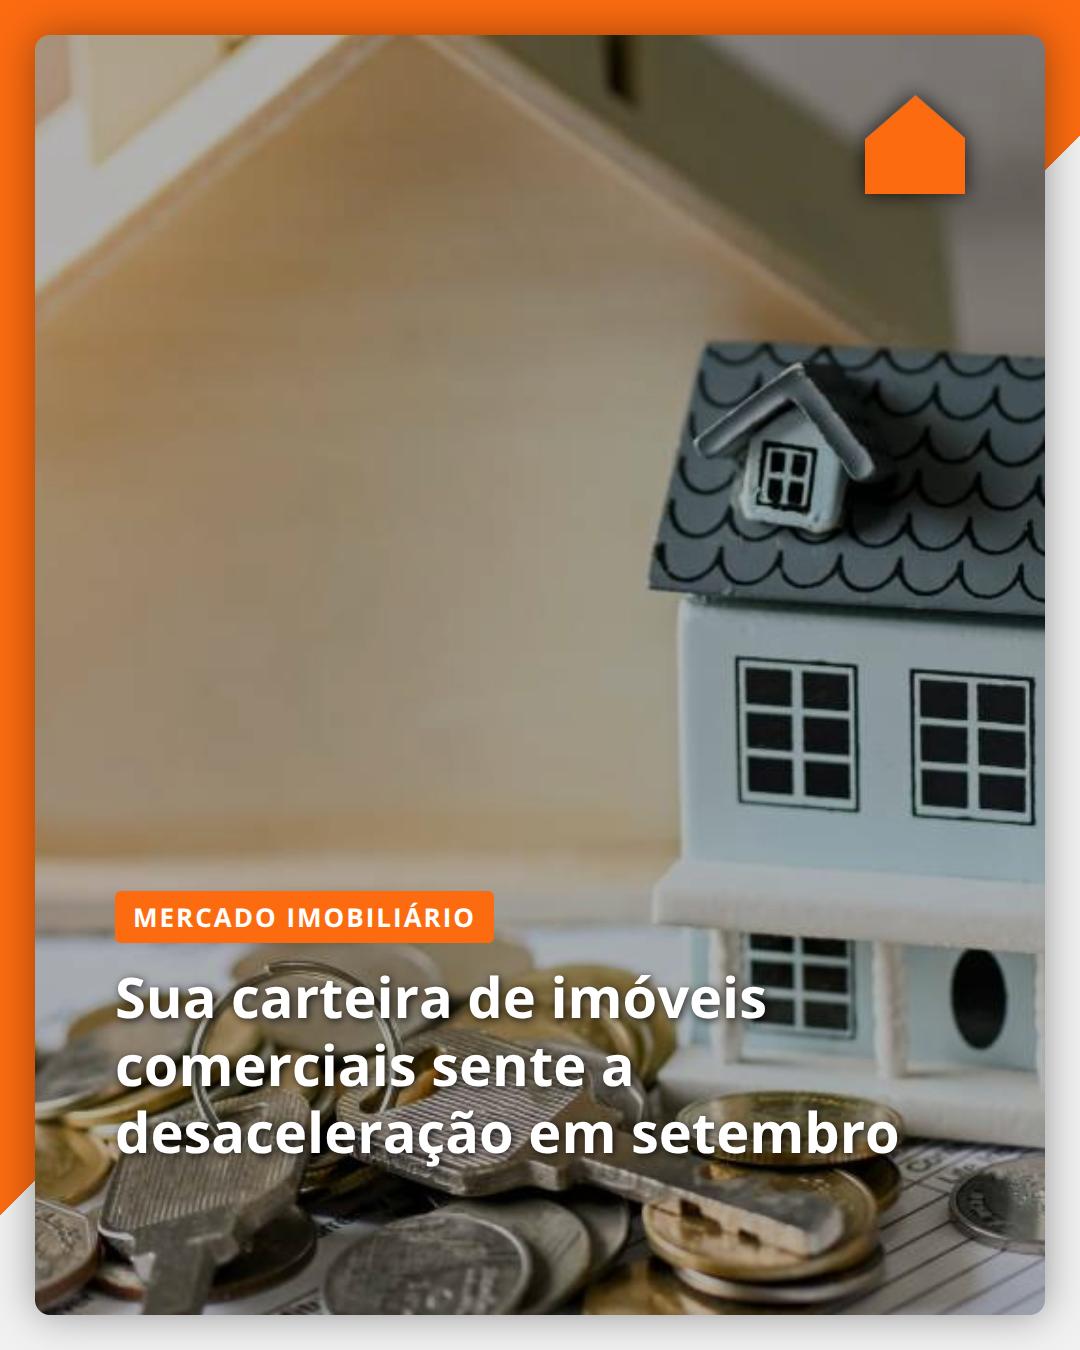 MERCADO IMOBILIÁRIO
Sua carteira de imóveis
comerciais sente a
desaceleração em setembro